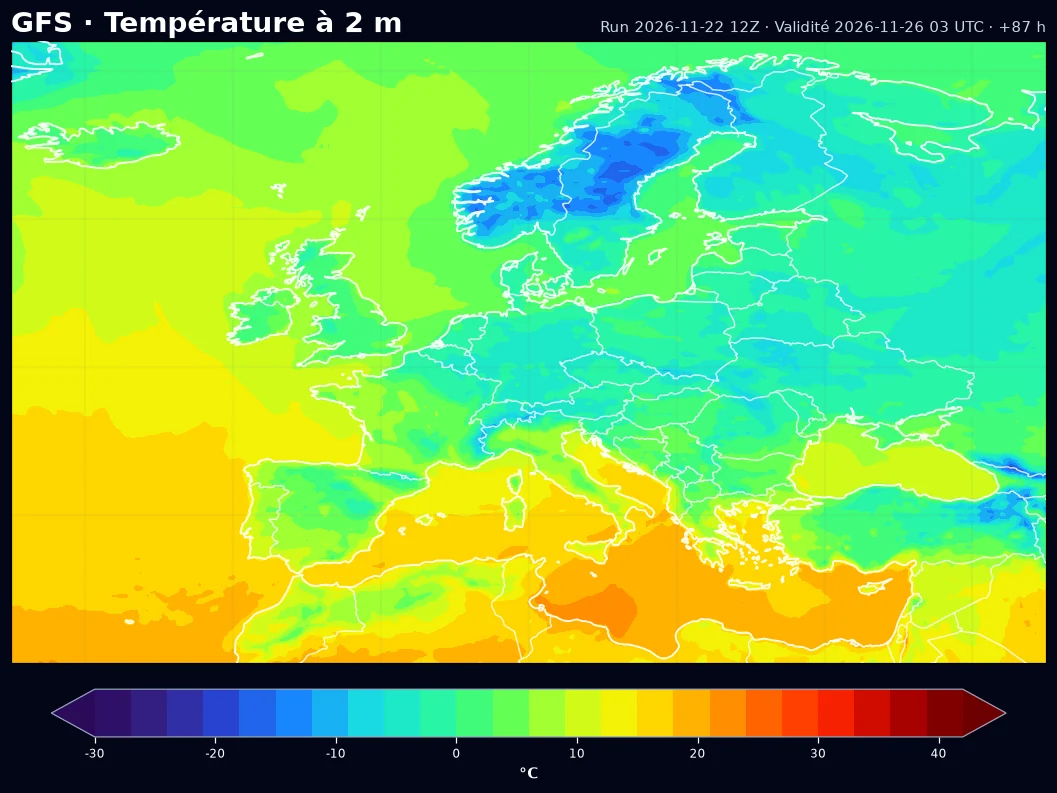 GFS · Température à 2 m
Run 2026-11-22 12Z · Validité 2026-11-26 03 UTC · +87 h
-30 -20 -10 0 10 20 30 40
°C